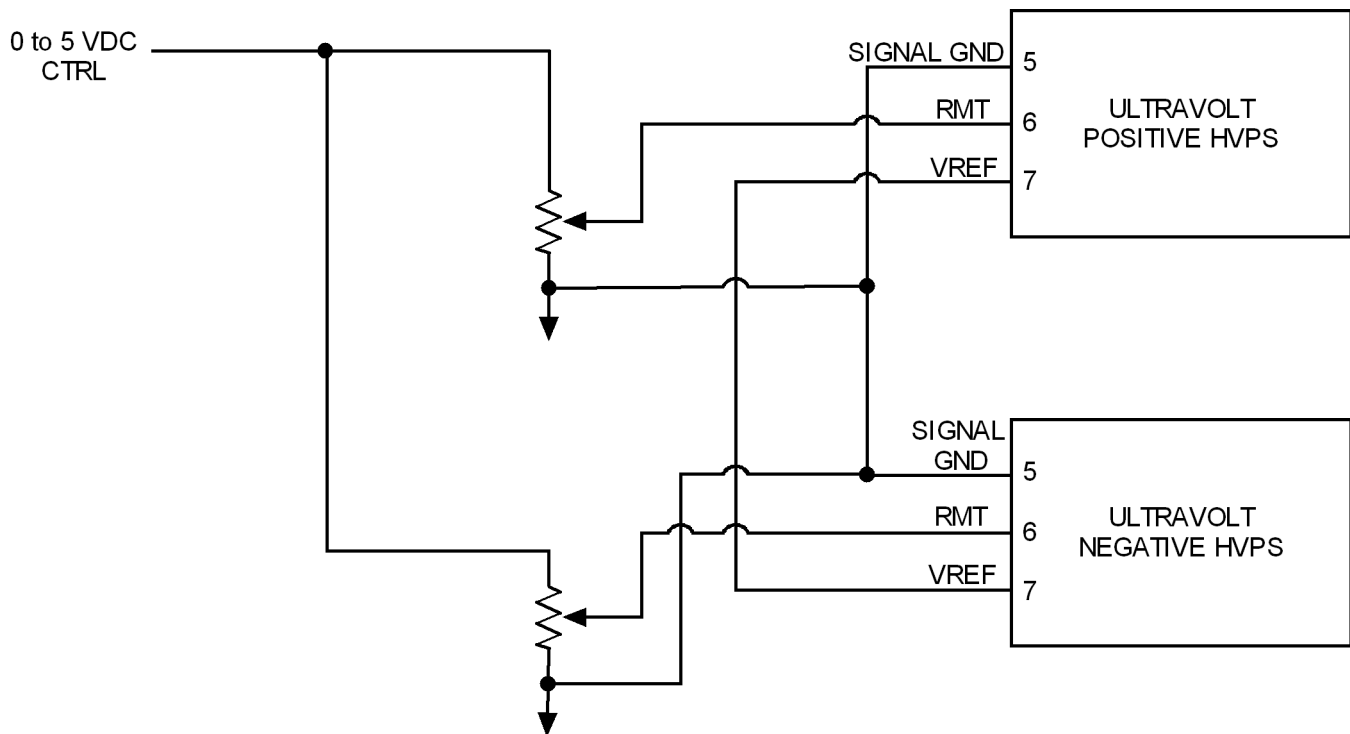 0 to 5 VDC
CTRL
SIGNAL GND
5
RMT
6
VREF
7
ULTRAVOLT
POSITIVE HVPS
SIGNAL
GND
5
RMT
6
VREF
7
ULTRAVOLT
NEGATIVE HVPS